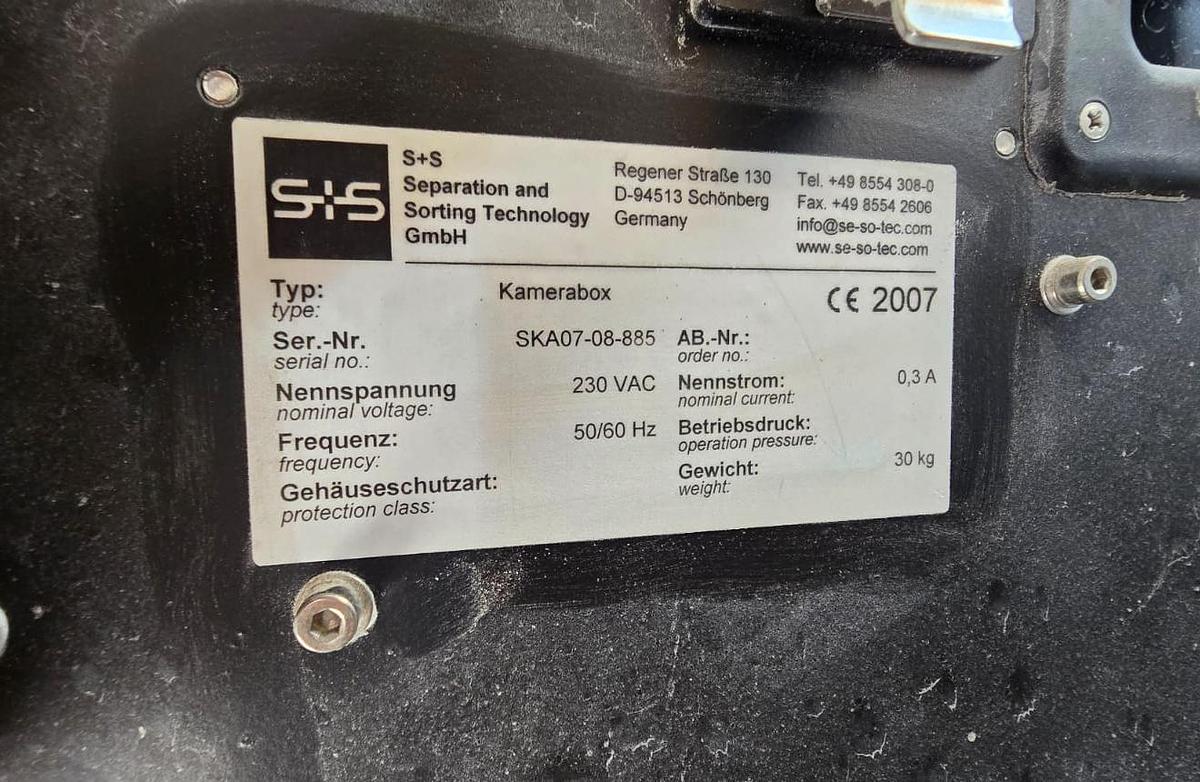 S+S
S+S
Separation and
Sorting Technology
GmbH
Regener Straße 130
D-94513 Schönberg
Germany
Tel. +49 8554 308-0
Fax. +49 8554 2606
info@se-so-tec.com
www.se-so-tec.com
Typ: Kamerabox CE 2007
type:
Ser.-Nr. SKA07-08-885 AB.-Nr.:
serial no.: order no.:
Nennspannung 230 VAC Nennstrom: 0,3 A
nominal voltage: nominal current:
Frequenz: 50/60 Hz Betriebsdruck:
frequency: operation pressure:
Gehäuseschutzart: Gewicht: 30 kg
protection class: weight: